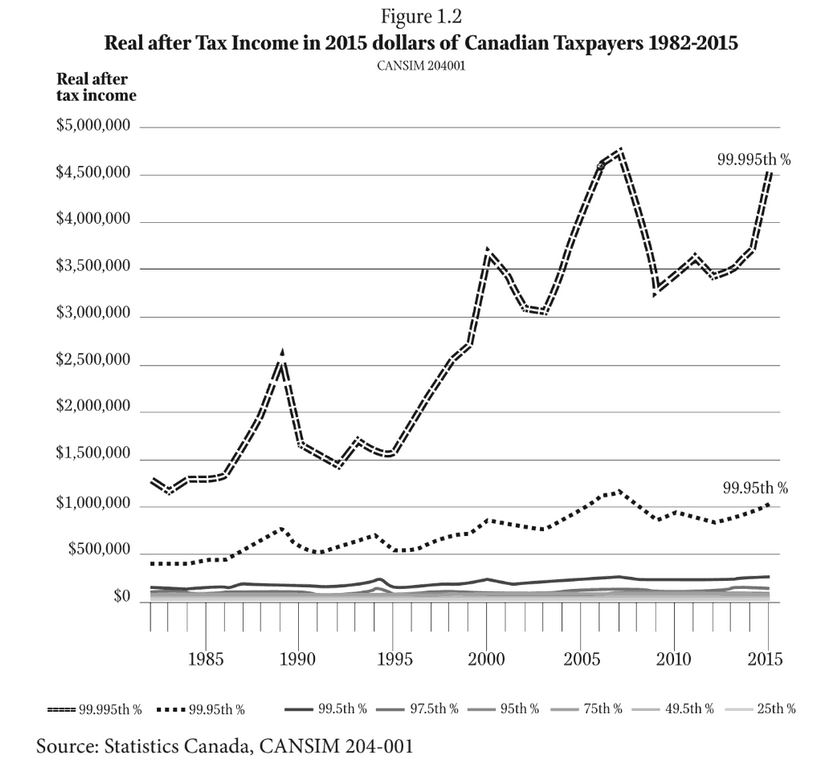 Figure 1.2
Real after Tax Income in 2015 dollars of Canadian Taxpayers 1982-2015
CANSIM 204001
Real after
tax income
$5,000,000
99.995th %
$4,500,000
$4,000,000
$3,500,000
$3,000,000
$2,500,000
$2,000,000
$1,500,000
99.95th %
$1,000,000
$500,000
$0
1985 1990 1995 2000 2005 2010 2015
99.995th % 99.95th % 99.5th % 97.5th % 95th % 75th % 49.5th % 25th %
Source: Statistics Canada, CANSIM 204-001